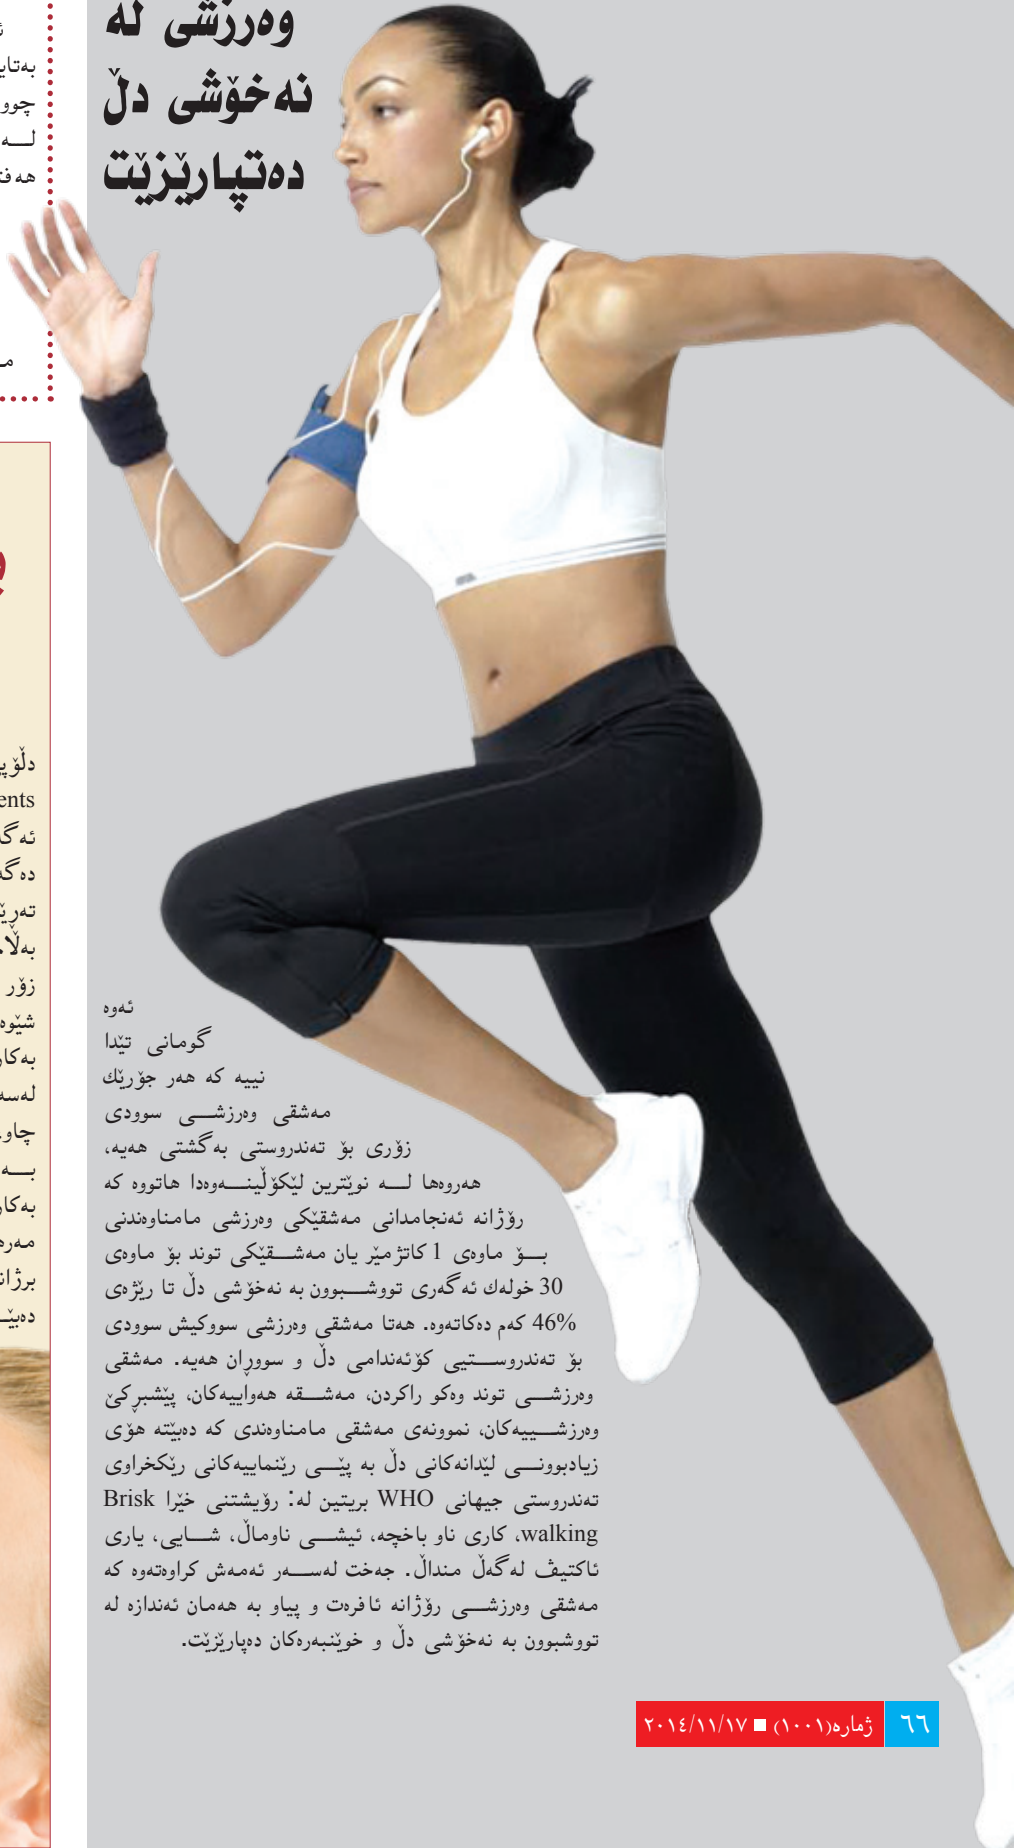 وەرزشی لە
نەخۆشی دڵ
دەتپارێزێت
ئەوە
گومانی تێدا
نییە کە هەر جۆرێك
مەشقی وەرزشی سوودی
زۆری بۆ تەندروستی بەگشتی هەیە،
هەروەها لە نوێترین لێکۆڵینەوەدا هاتووە کە
رۆژانە ئەنجامدانی مەشقێکی وەرزشی مامناوەندنی
بۆ ماوەی 1 کاتژمێر یان مەشقێکی توند بۆ ماوەی
30 خولەك ئەگەری تووشبوون بە نەخۆشی دڵ تا رێژەی
46% کەم دەکاتەوە. هەتا مەشقی وەرزشی سووکیش سوودی
بۆ تەندروستیی کۆئەندامی دڵ و سووڕان هەیە. مەشقی
وەرزشی توند وەکو راکردن، مەشقە هەواییەکان، پێشبڕکێ
وەرزشییەکان، نموونەی مەشقی مامناوەندی کە دەبێتە هۆی
زیادبوونی لێدانەکانی دڵ بە پێی رێنماییەکانی رێکخراوی
تەندروستی جیهانی WHO بریتین لە: رۆیشتنی خێرا Brisk
walking، کاری ناو باخچە، ئیشی ناوماڵ، شایی، یاری
ئاکتیڤ لەگەڵ منداڵ. جەخت لەسەر ئەمەش کراوەتەوە کە
مەشقی وەرزشی رۆژانە ئافرەت و پیاو بە هەمان ئەندازە لە
تووشبوون بە نەخۆشی دڵ و خوێنبەرەکان دەپارێزێت.
٦٦ ژمارە(١٠٠١) ■ ٢٠١٤/١١/١٧